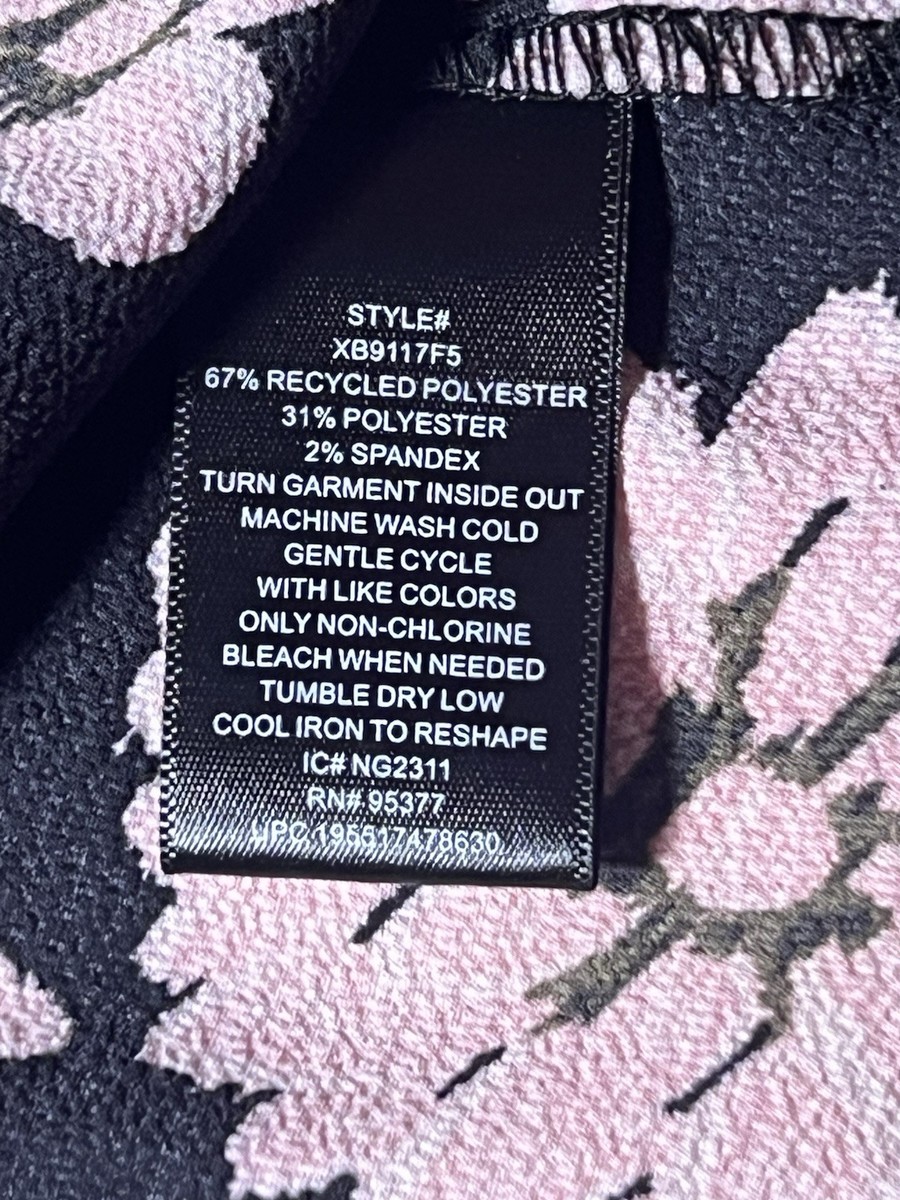 STYLE#
XB9117F5
67% RECYCLED POLYESTER
31% POLYESTER
2% SPANDEX
TURN GARMENT INSIDE OUT
MACHINE WASH COLD
GENTLE CYCLE
WITH LIKE COLORS
ONLY NON-CHLORINE
BLEACH WHEN NEEDED
TUMBLE DRY LOW
COOL IRON TO RESHAPE
IC# NG2311
RN# 95377
UPC